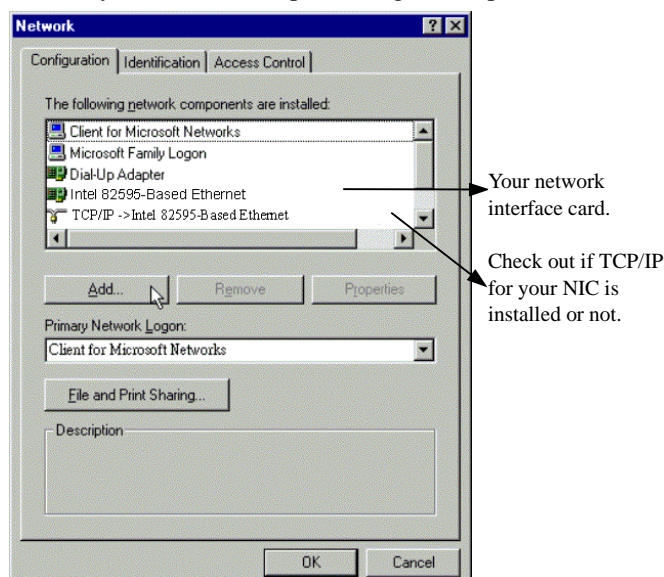 Network
Configuration Identification Access Control
The following network components are installed:
Client for Microsoft Networks
Microsoft Family Logon
Dial-Up Adapter
Intel 82595-Based Ethernet
TCP/IP ->Intel 82595-Based Ethernet
Your network
interface card.
Check out if TCP/IP
for your NIC is
installed or not.
Add... Remove Properties
Primary Network Logon:
Client for Microsoft Networks
File and Print Sharing...
Description
OK Cancel